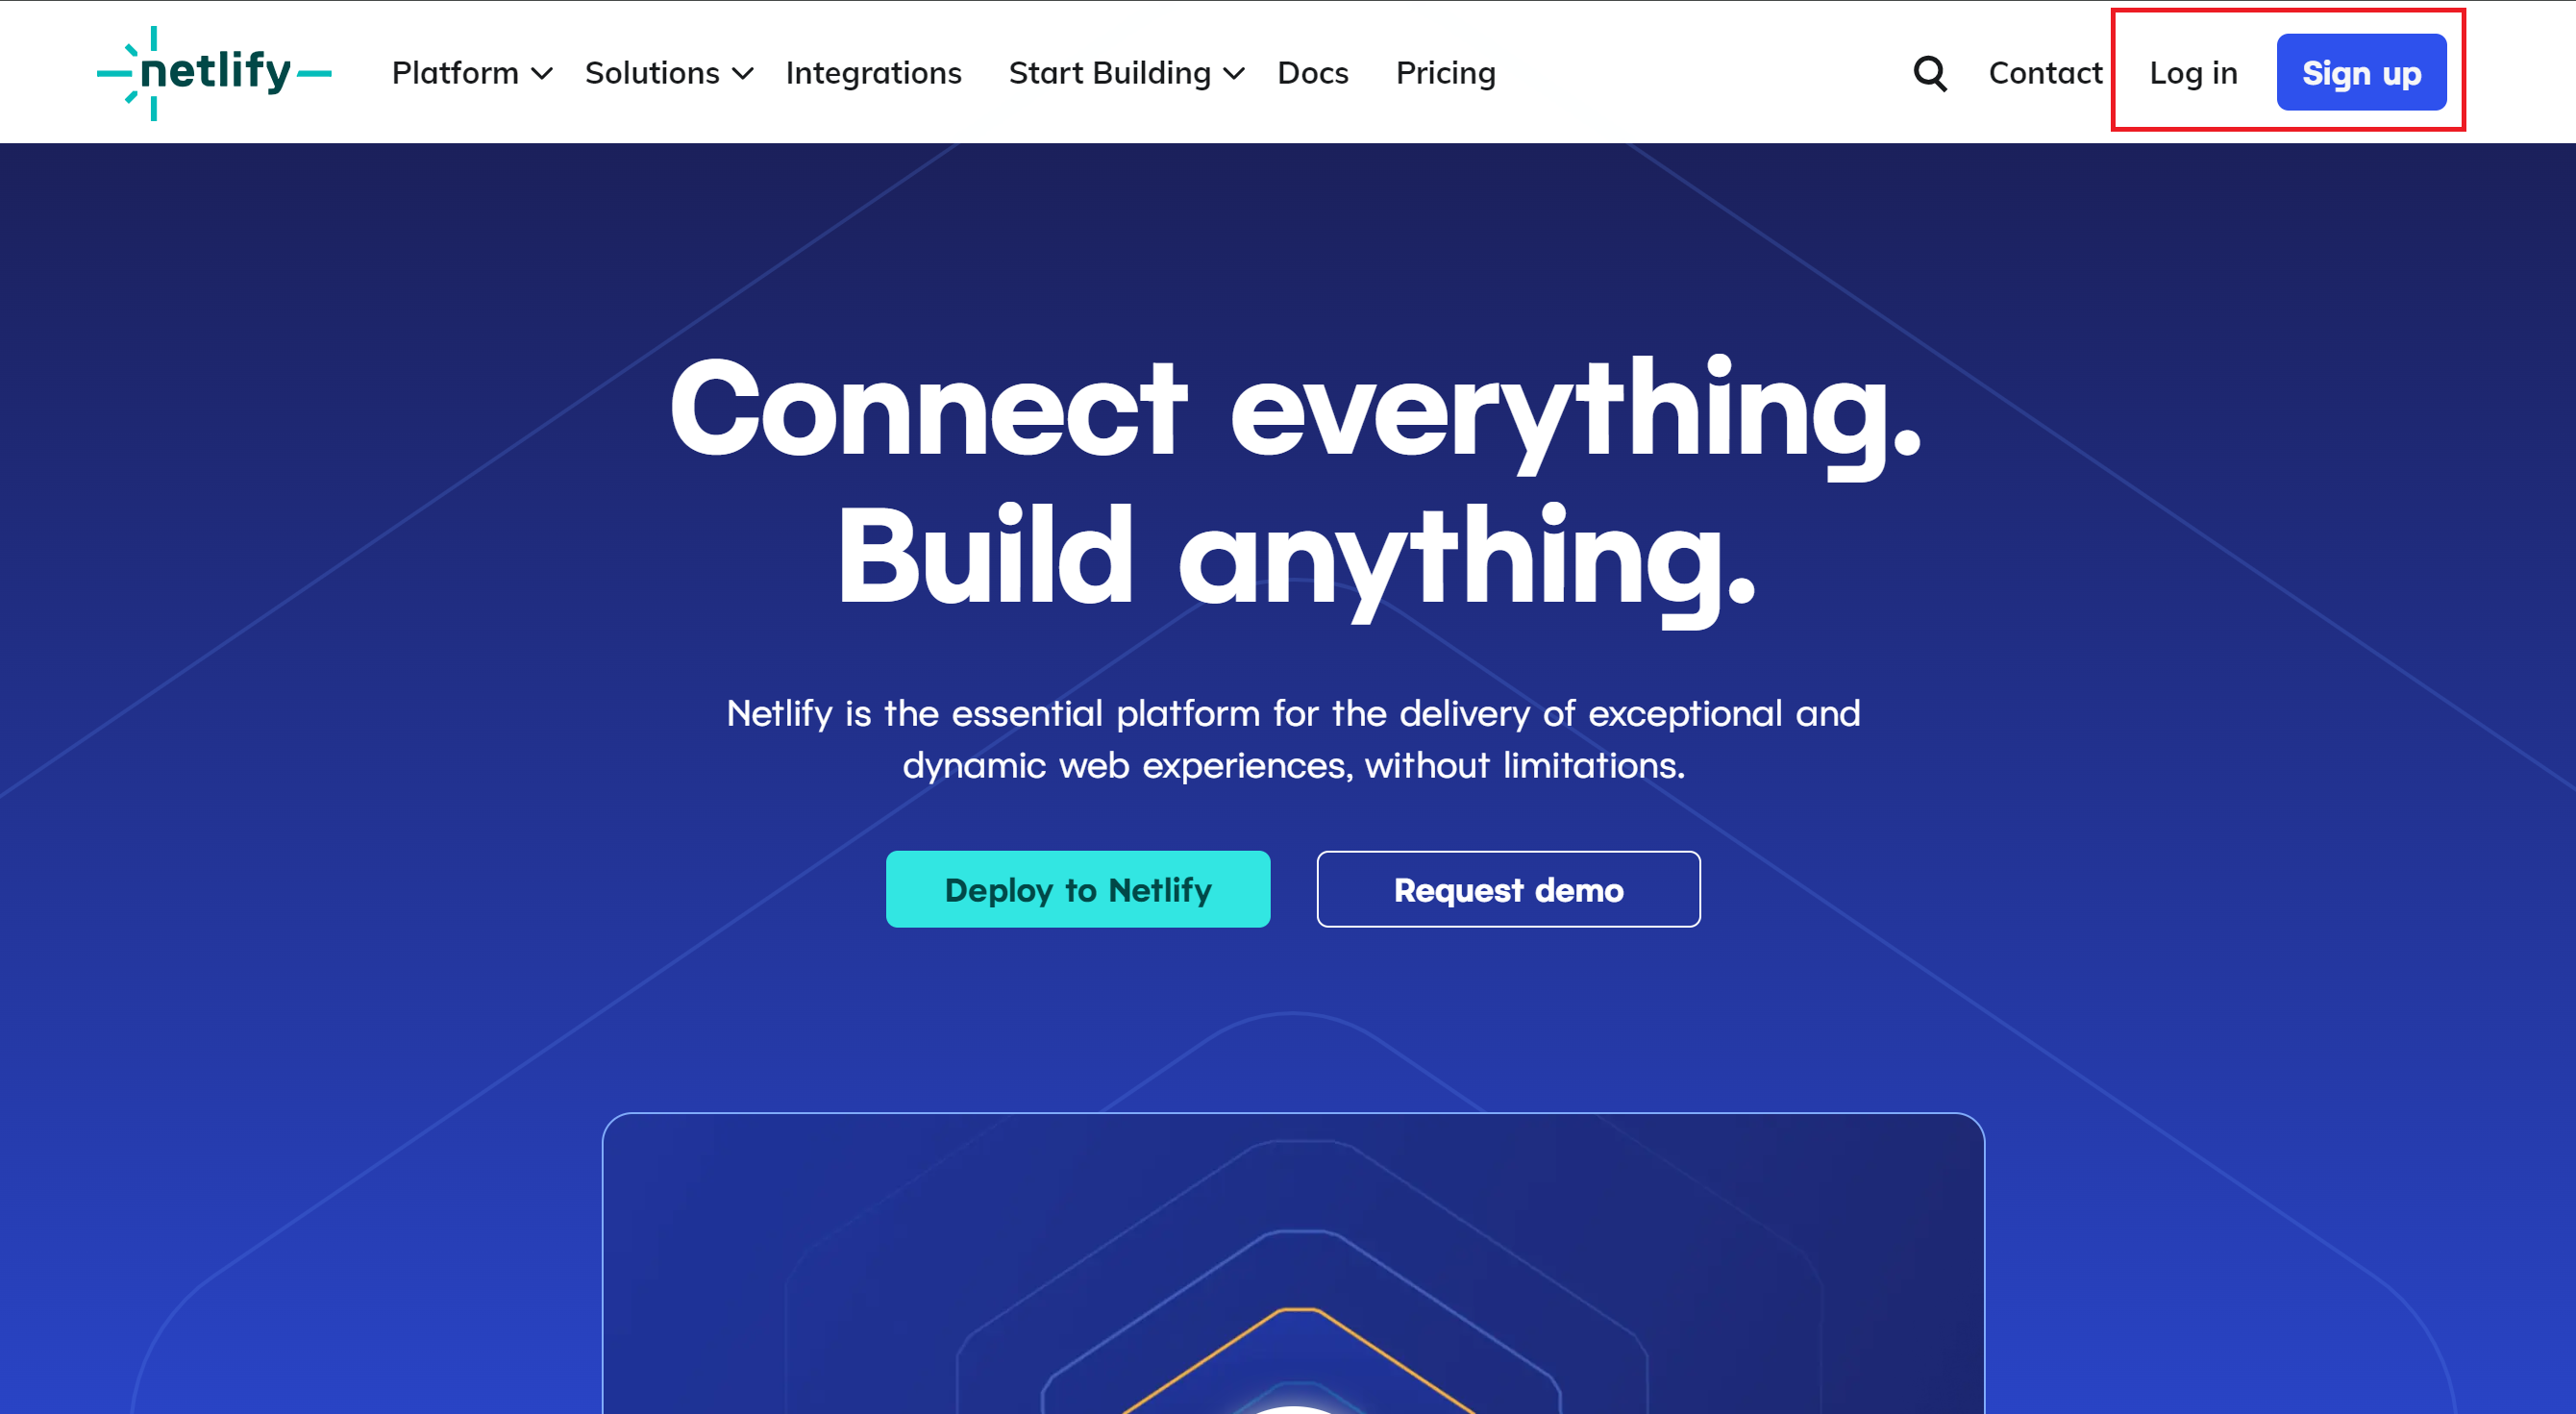 netlify Platform Solutions Integrations Start Building Docs Pricing Contact Log in Sign up
Connect everything.
Build anything.
Netlify is the essential platform for the delivery of exceptional and
dynamic web experiences, without limitations.
Deploy to Netlify Request demo